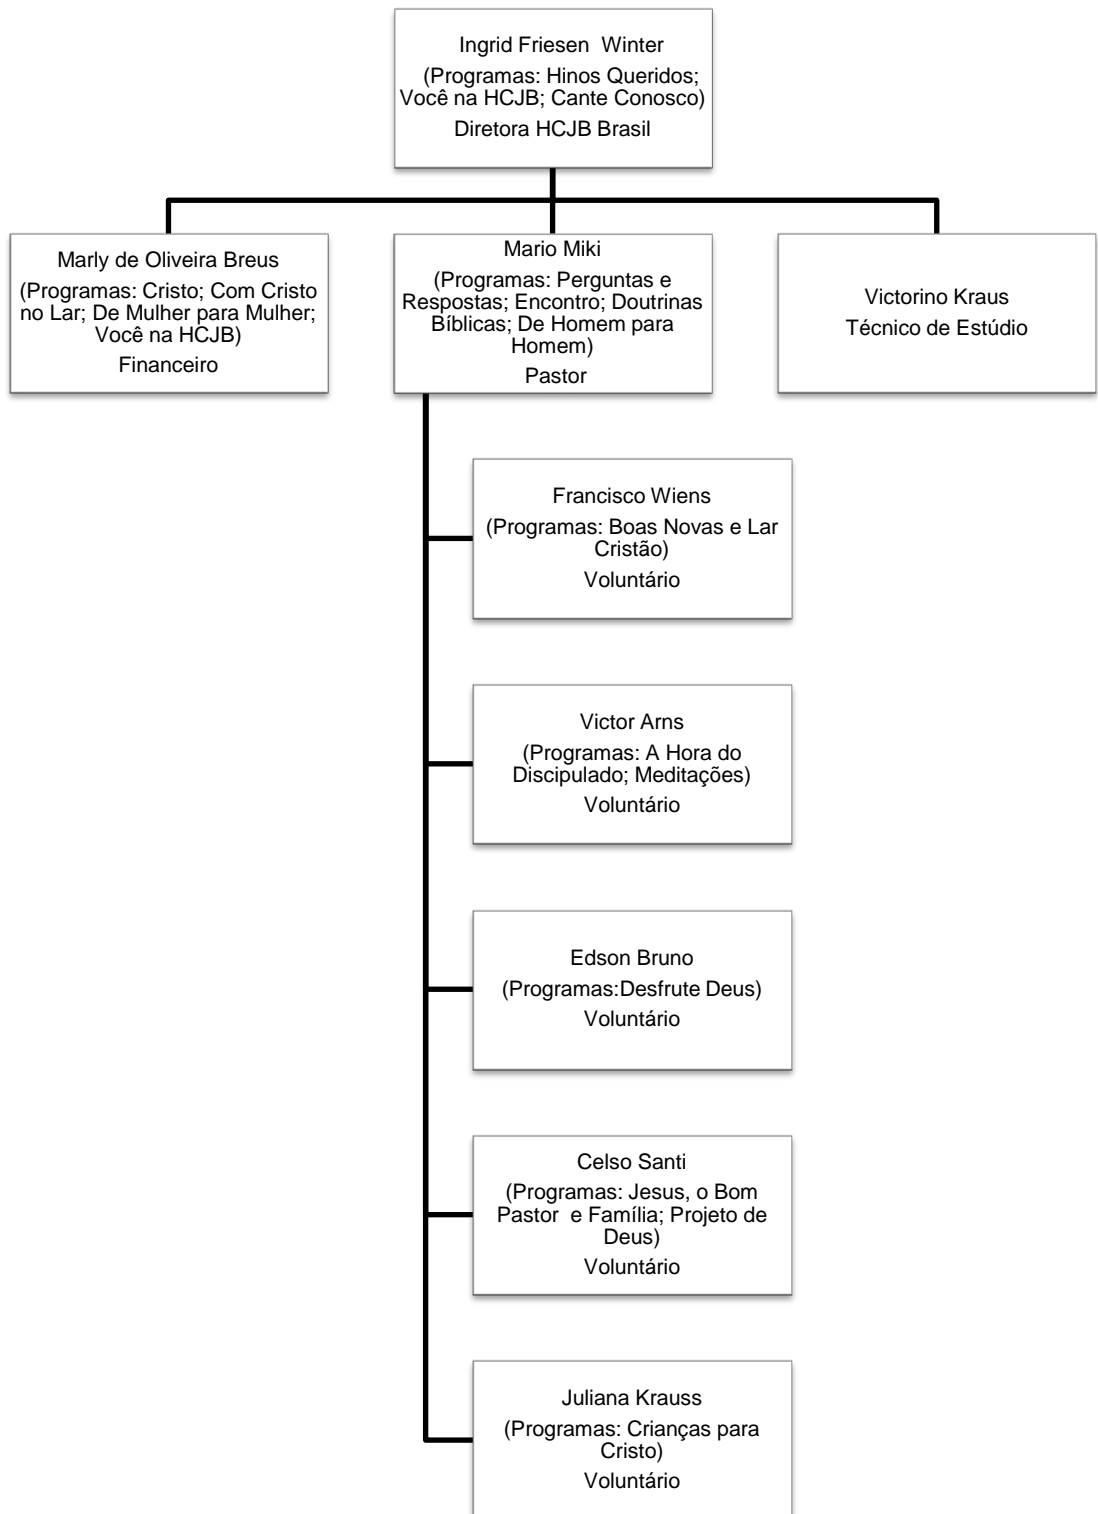 Ingrid Friesen  Winter
(Programas: Hinos Queridos;
Você na HCJB; Cante Conosco)
Diretora HCJB Brasil
Marly de Oliveira Breus
(Programas: Cristo; Com Cristo
no Lar; De Mulher para Mulher;
Você na HCJB)
Financeiro
Mario Miki
(Programas: Perguntas e
Respostas; Encontro; Doutrinas
Bíblicas; De Homem para
Homem)
Pastor
Victorino Kraus
Técnico de Estúdio
Francisco Wiens
(Programas: Boas Novas e Lar
Cristão)
Voluntário
Victor Arns
(Programas: A Hora do
Discipulado; Meditações)
Voluntário
Edson Bruno
(Programas:Desfrute Deus)
Voluntário
Celso Santi
(Programas: Jesus, o Bom
Pastor  e Família; Projeto de
Deus)
Voluntário
Juliana Krauss
(Programas: Crianças para
Cristo)
Voluntário